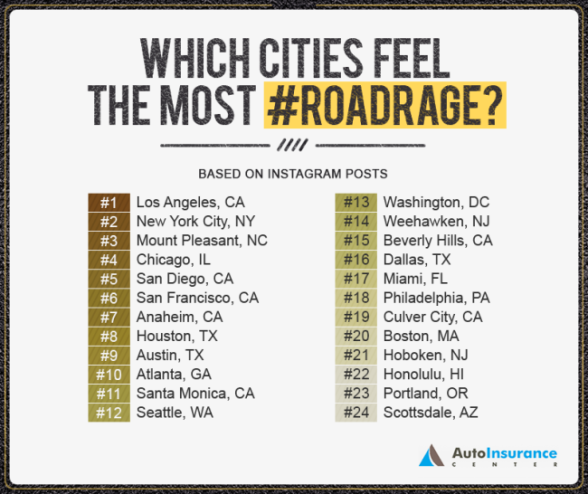 WHICH CITIES FEEL
THE MOST #ROADRAGE?
BASED ON INSTAGRAM POSTS
#1 Los Angeles, CA
#2 New York City, NY
#3 Mount Pleasant, NC
#4 Chicago, IL
#5 San Diego, CA
#6 San Francisco, CA
#7 Anaheim, CA
#8 Houston, TX
#9 Austin, TX
#10 Atlanta, GA
#11 Santa Monica, CA
#12 Seattle, WA
#13 Washington, DC
#14 Weehawken, NJ
#15 Beverly Hills, CA
#16 Dallas, TX
#17 Miami, FL
#18 Philadelphia, PA
#19 Culver City, CA
#20 Boston, MA
#21 Hoboken, NJ
#22 Honolulu, HI
#23 Portland, OR
#24 Scottsdale, AZ
AutoInsurance
CENTER